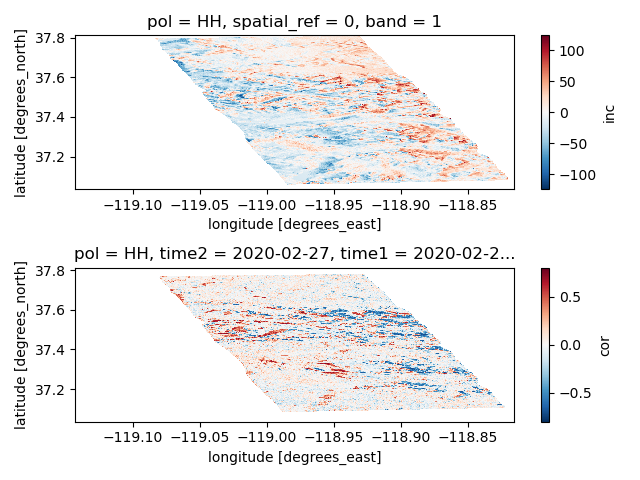 pol = HH, spatial_ref = 0, band = 1
37.8
37.6
37.4
37.2
latitude [degrees_north]
−119.10 −119.05 −119.00 −118.95 −118.90 −118.85
longitude [degrees_east]
100
50
0
−50
−100
inc
pol = HH, time2 = 2020-02-27, time1 = 2020-02-2...
37.8
37.6
37.4
37.2
latitude [degrees_north]
−119.10 −119.05 −119.00 −118.95 −118.90 −118.85
longitude [degrees_east]
0.5
0.0
−0.5
cor